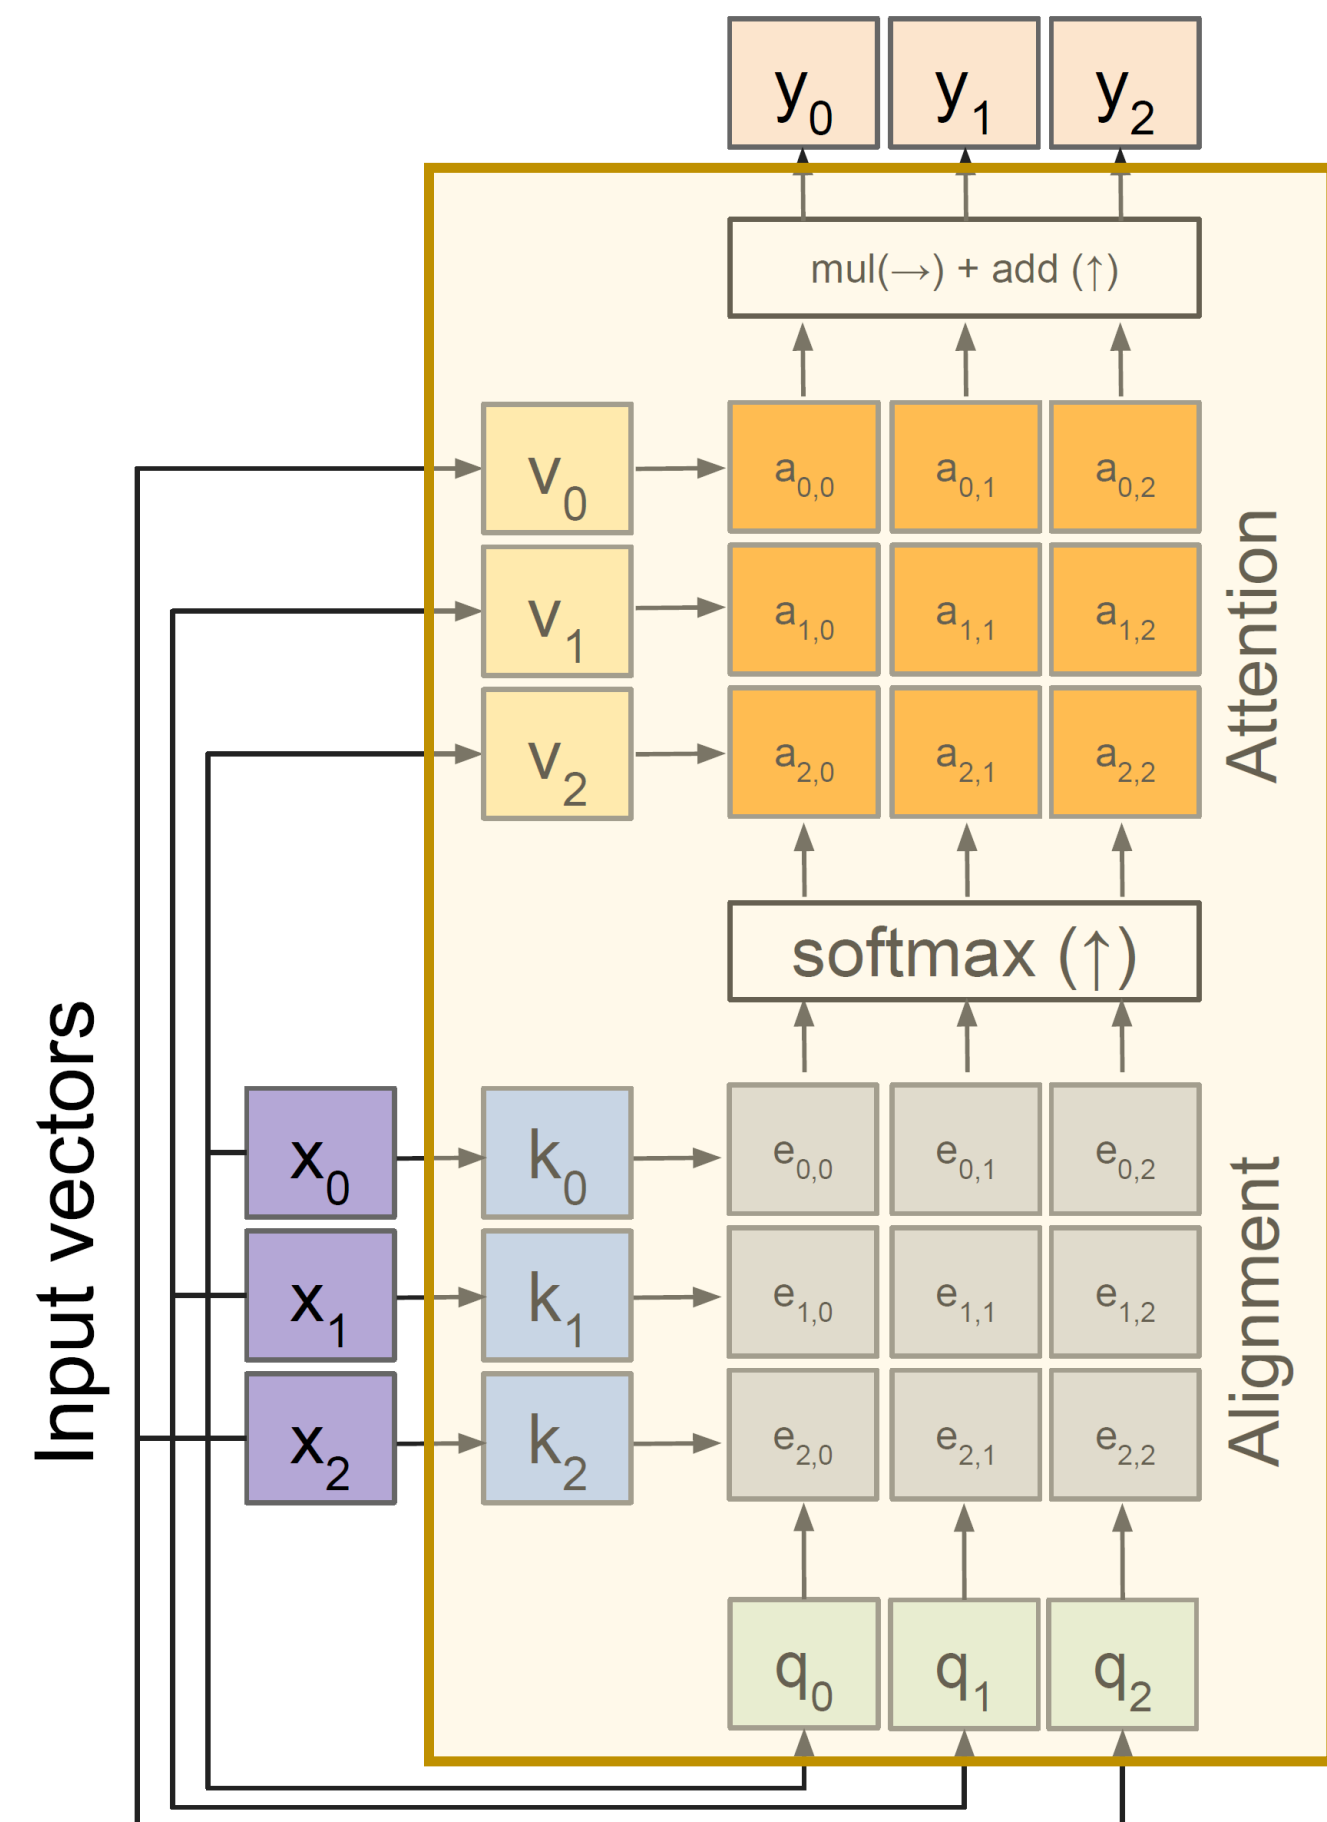 y0 y1 y2
mul(→) + add (↑)
v0 a0,0 a0,1 a0,2
v1 a1,0 a1,1 a1,2
v2 a2,0 a2,1 a2,2
Attention
softmax (↑)
Input vectors
x0 k0 e0,0 e0,1 e0,2
x1 k1 e1,0 e1,1 e1,2
x2 k2 e2,0 e2,1 e2,2
Alignment
q0 q1 q2